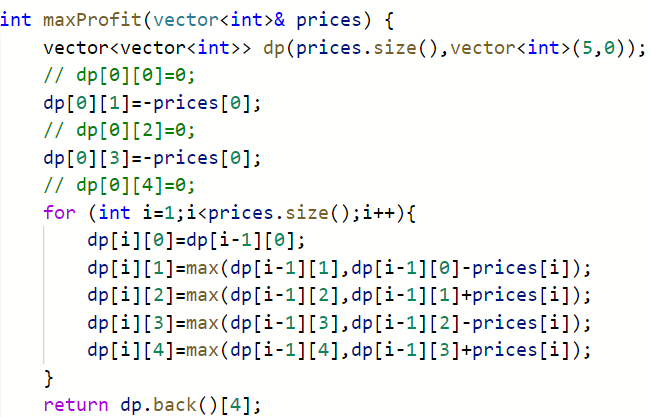 int maxProfit(vector<int>& prices) {
    vector<vector<int>> dp(prices.size(),vector<int>(5,0));
    // dp[0][0]=0;
    dp[0][1]=-prices[0];
    // dp[0][2]=0;
    dp[0][3]=-prices[0];
    // dp[0][4]=0;
    for (int i=1;i<prices.size();i++){
        dp[i][0]=dp[i-1][0];
        dp[i][1]=max(dp[i-1][1],dp[i-1][0]-prices[i]);
        dp[i][2]=max(dp[i-1][2],dp[i-1][1]+prices[i]);
        dp[i][3]=max(dp[i-1][3],dp[i-1][2]-prices[i]);
        dp[i][4]=max(dp[i-1][4],dp[i-1][3]+prices[i]);
    }
    return dp.back()[4];